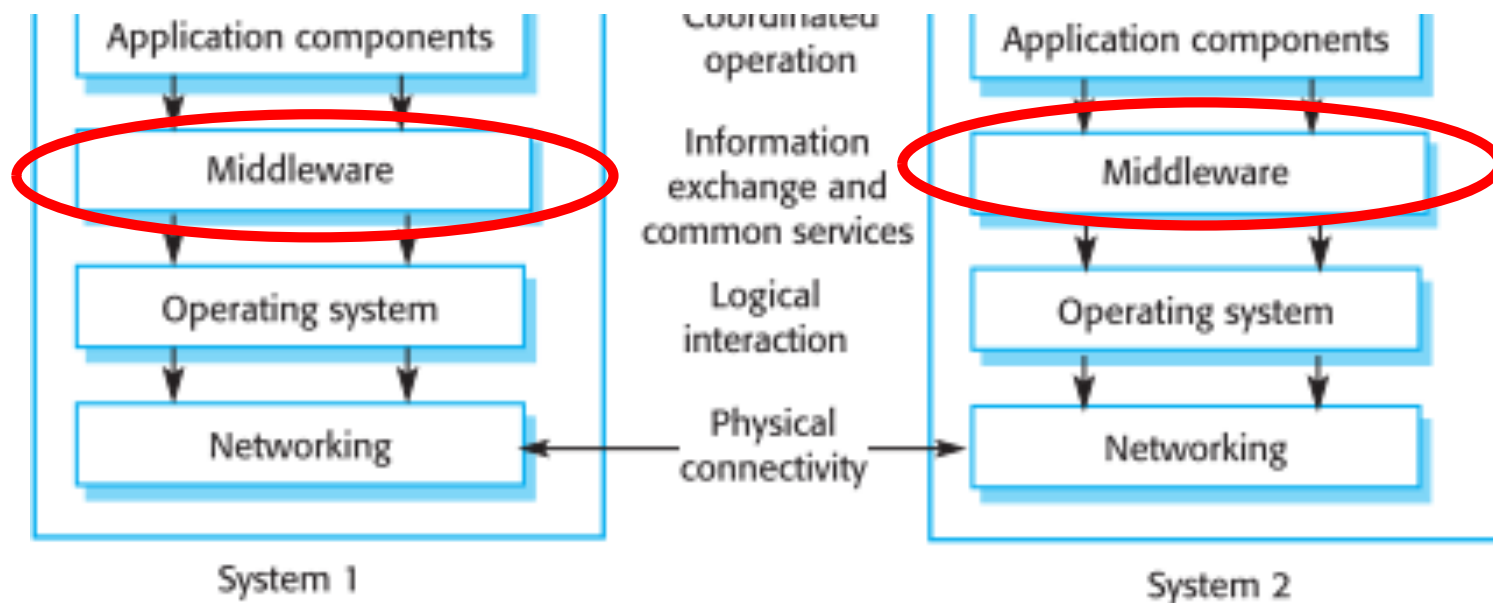 Application components
Coordinated
operation
Application components
Middleware
Information
exchange and
common services
Middleware
Operating system
Logical
interaction
Operating system
Networking
Physical
connectivity
Networking
System 1
System 2